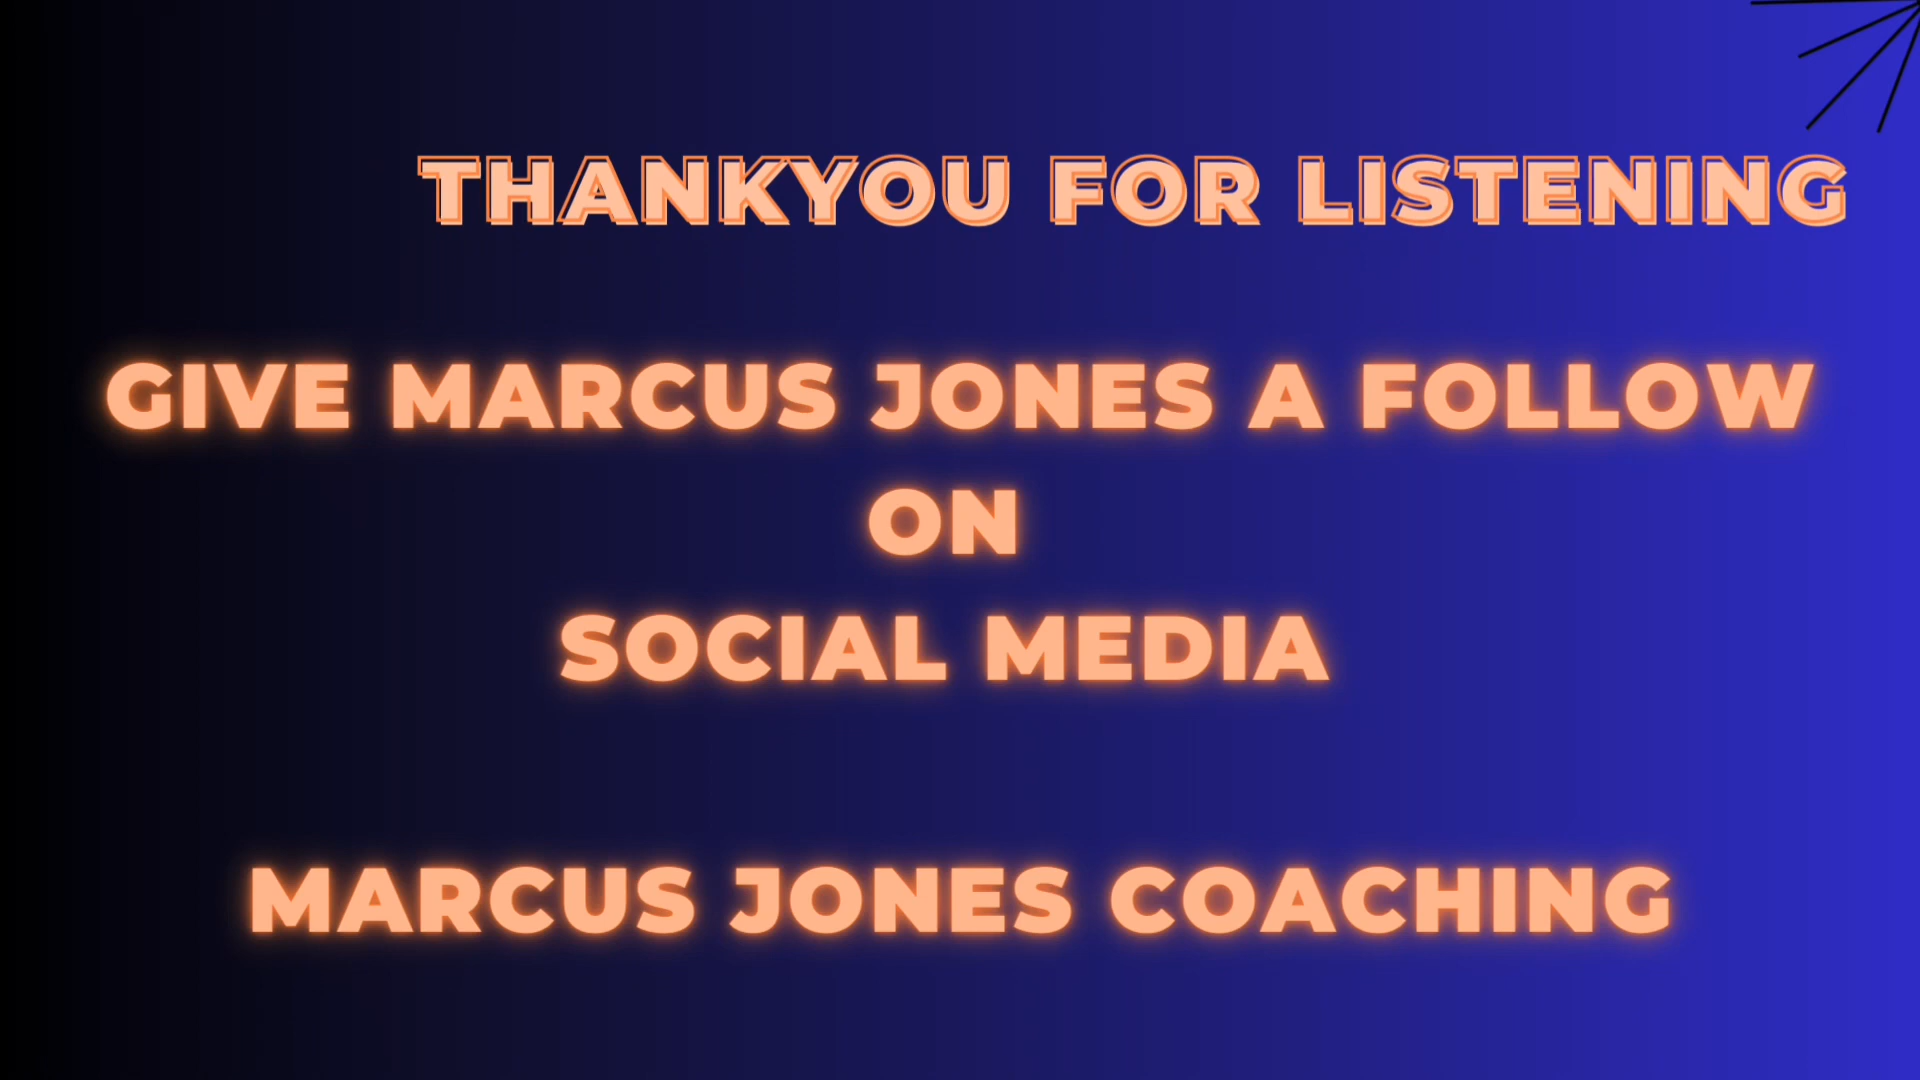 THANKYOU FOR LISTENING
GIVE MARCUS JONES A FOLLOW
ON
SOCIAL MEDIA
MARCUS JONES COACHING